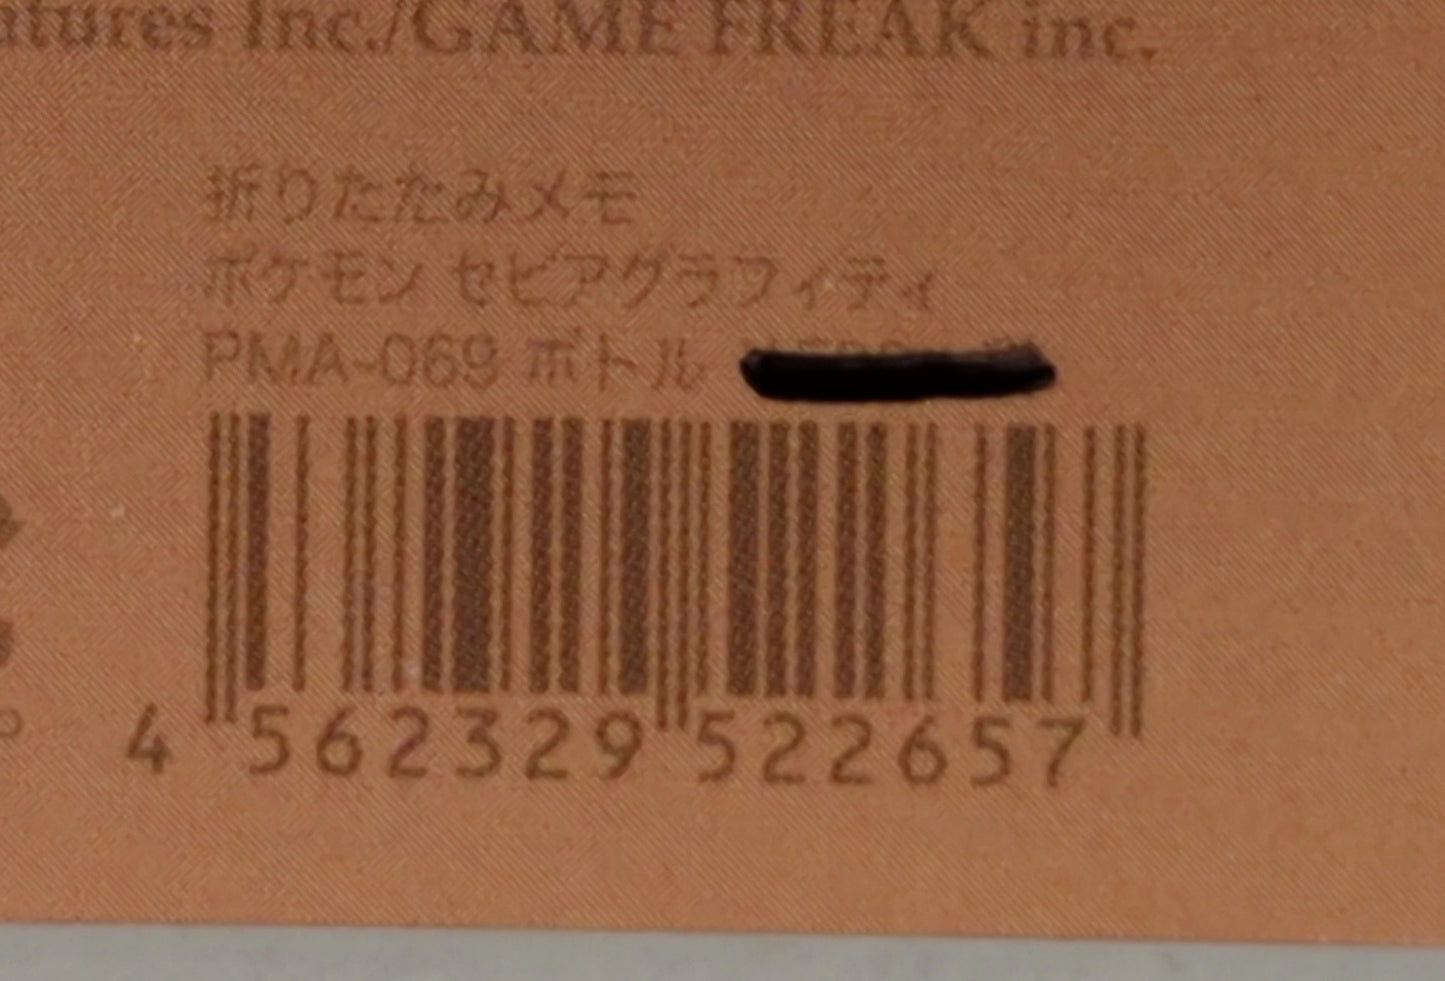 Inc./GAME FREAK inc.
折りたたみメモ
ポケモン セピアグラフィティ
PMA-069 ボトル
4 562329 522657